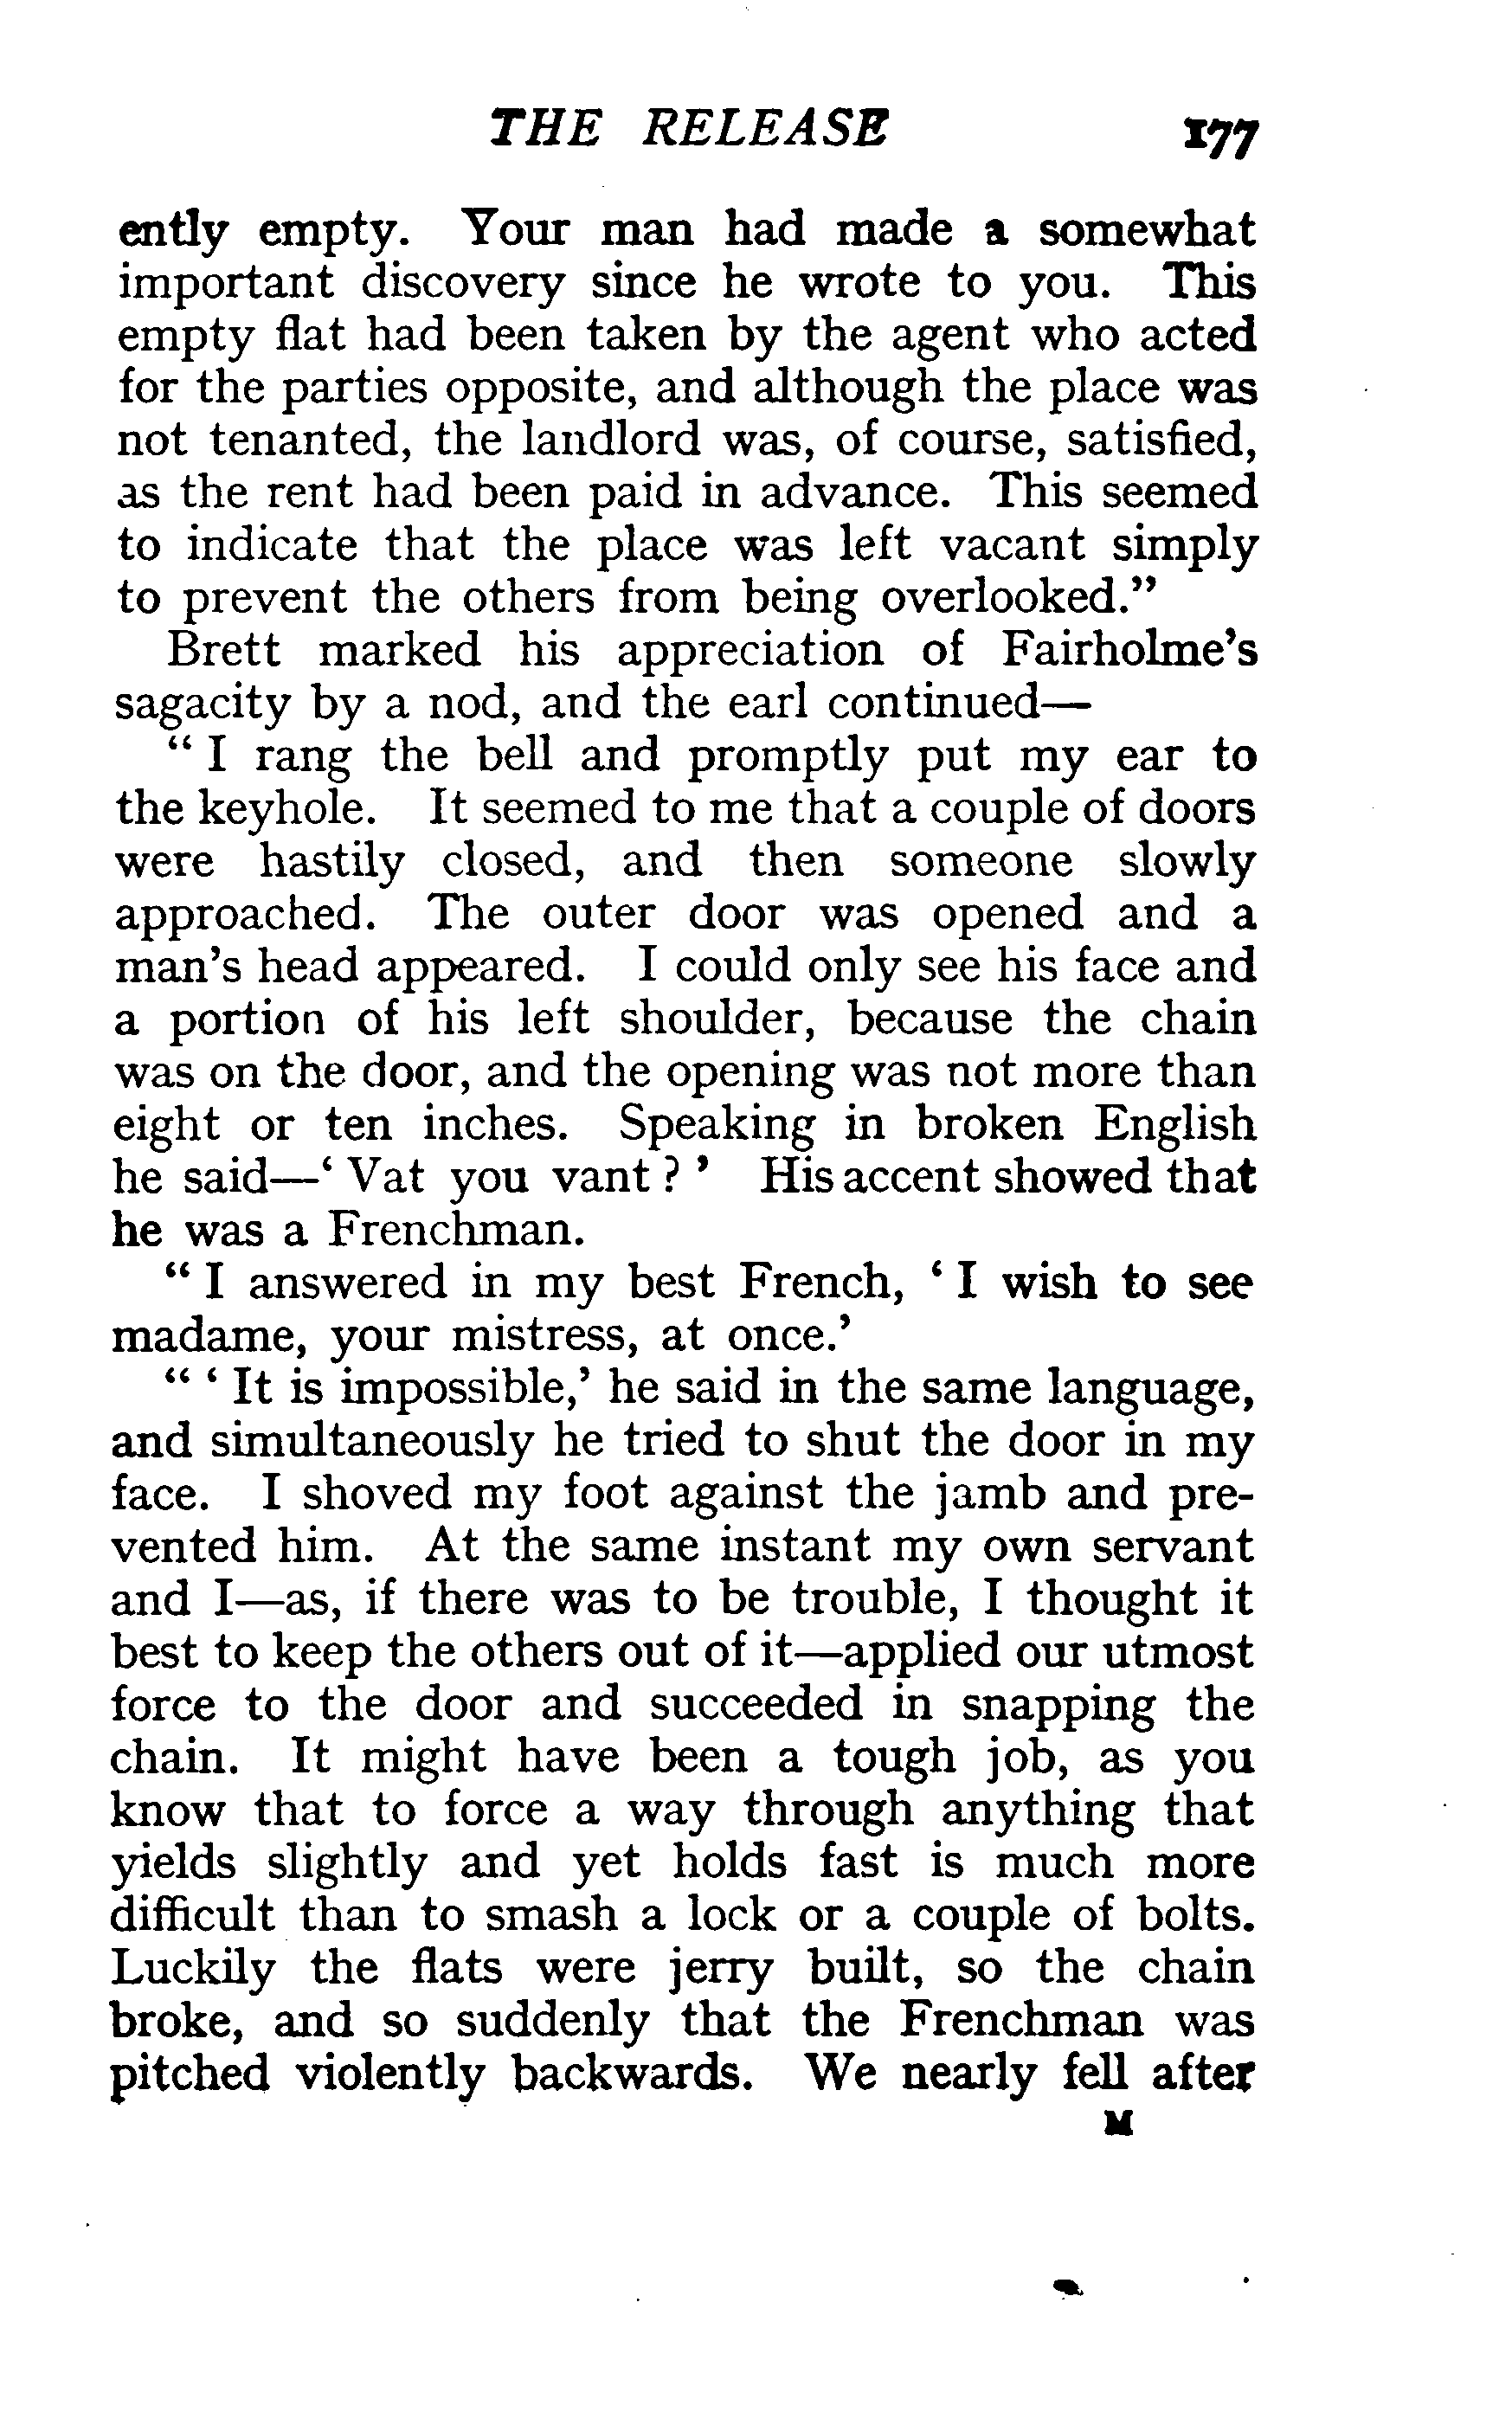 THE RELEASE 177
ently empty. Your man had made a somewhat
important discovery since he wrote to you. This
empty flat had been taken by the agent who acted
for the parties opposite, and although the place was
not tenanted, the landlord was, of course, satisfied,
as the rent had been paid in advance. This seemed
to indicate that the place was left vacant simply
to prevent the others from being overlooked.”
Brett marked his appreciation of Fairholme’s
sagacity by a nod, and the earl continued—
“ I rang the bell and promptly put my ear to
the keyhole. It seemed to me that a couple of doors
were hastily closed, and then someone slowly
approached. The outer door was opened and a
man’s head appeared. I could only see his face and
a portion of his left shoulder, because the chain
was on the door, and the opening was not more than
eight or ten inches. Speaking in broken English
he said—‘ Vat you vant ? ’ His accent showed that
he was a Frenchman.
“ I answered in my best French, ‘ I wish to see
madame, your mistress, at once.’
“ ‘ It is impossible,’ he said in the same language,
and simultaneously he tried to shut the door in my
face. I shoved my foot against the jamb and pre-
vented him. At the same instant my own servant
and I—as, if there was to be trouble, I thought it
best to keep the others out of it—applied our utmost
force to the door and succeeded in snapping the
chain. It might have been a tough job, as you
know that to force a way through anything that
yields slightly and yet holds fast is much more
difficult than to smash a lock or a couple of bolts.
Luckily the flats were jerry built, so the chain
broke, and so suddenly that the Frenchman was
pitched violently backwards. We nearly fell after
M